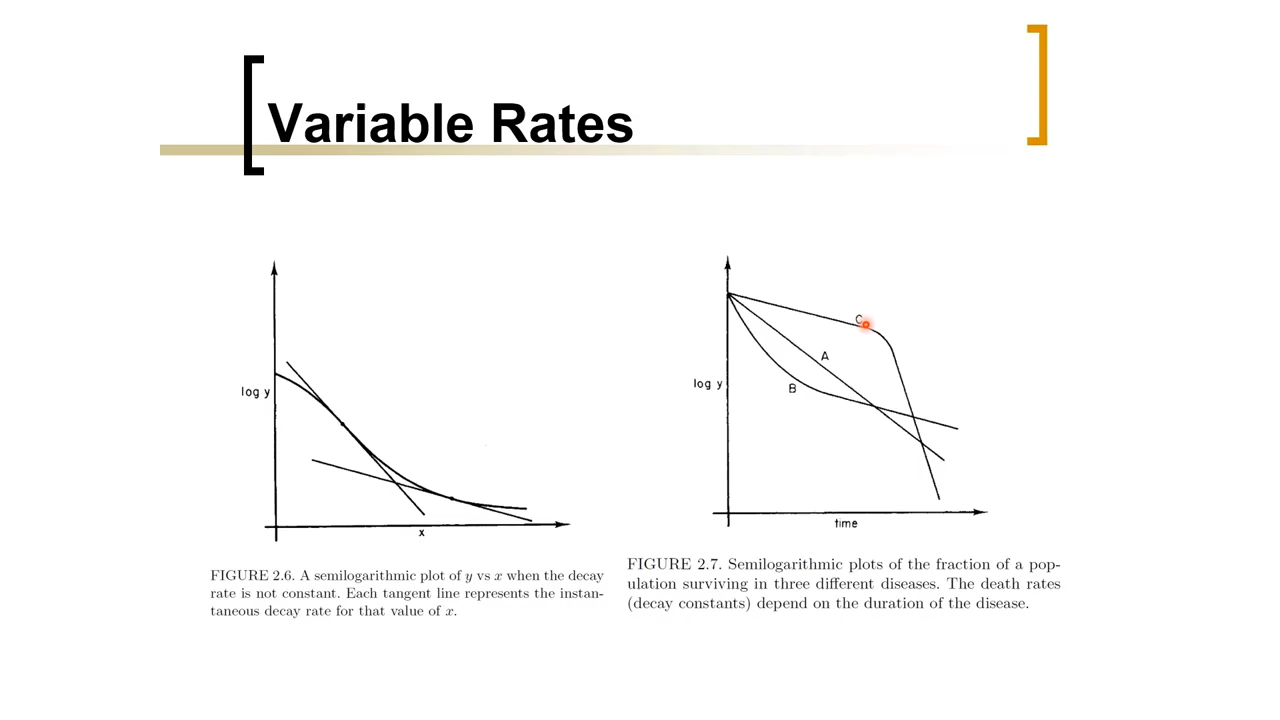 Variable Rates
log y
x
FIGURE 2.6. A semilogarithmic plot of y vs x when the decay
rate is not constant. Each tangent line represents the instan-
taneous decay rate for that value of x.
C
A
B
log y
time
FIGURE 2.7. Semilogarithmic plots of the fraction of a pop-
ulation surviving in three different diseases. The death rates
(decay constants) depend on the duration of the disease.